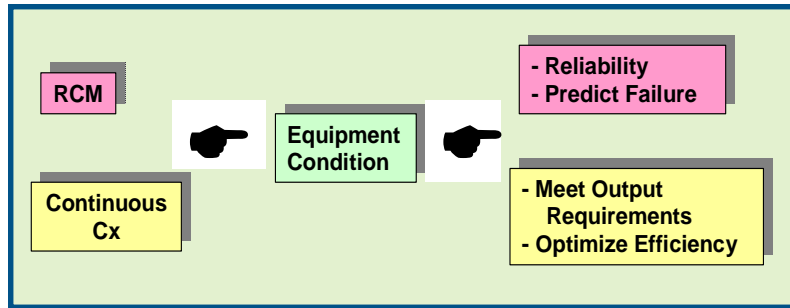 RCM
Continuous
Cx
Equipment
Condition
- Reliability
- Predict Failure
- Meet Output
Requirements
- Optimize Efficiency